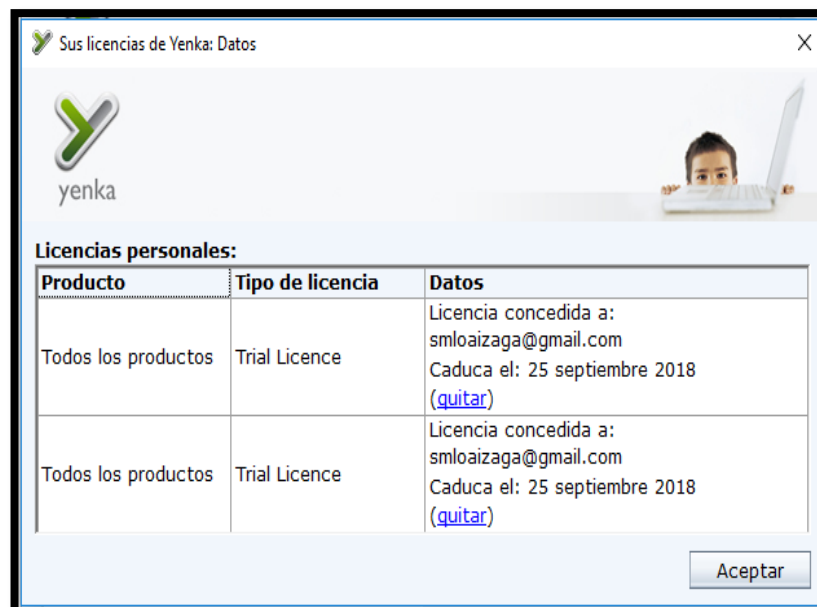 Sus licencias de Yenka: Datos
yenka
Licencias personales:
Producto Tipo de licencia Datos
Todos los productos Trial Licence Licencia concedida a:
smloaizaga@gmail.com
Caduca el: 25 septiembre 2018
(quitar)
Todos los productos Trial Licence Licencia concedida a:
smloaizaga@gmail.com
Caduca el: 25 septiembre 2018
(quitar)
Aceptar